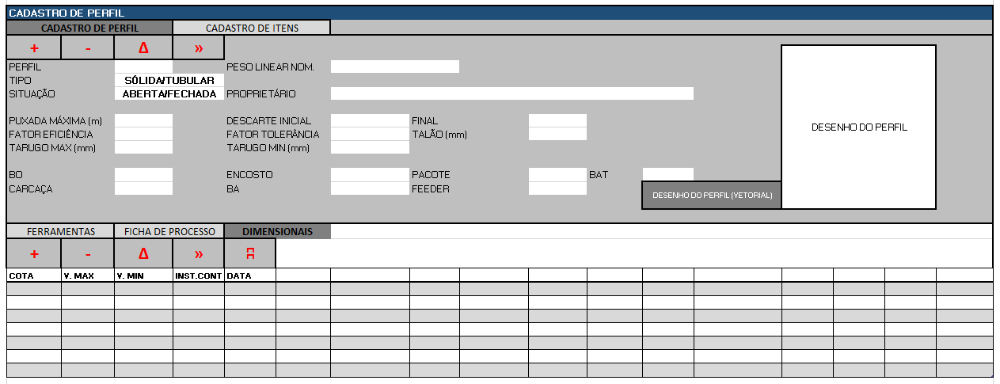 CADASTRO DE PERFIL
CADASTRO DE PERFIL CADASTRO DE ITENS
+ - Δ »
PERFIL PESO LINEAR NOM.
TIPO SÓLIDA/TUBULAR
SITUAÇÃO ABERTA/FECHADA PROPRIETÁRIO
PUXADA MÁXIMA (m) DESCARTE INICIAL FINAL
DESENHO DO PERFIL
FATOR EFICIÊNCIA FATOR TOLERÂNCIA TALÃO (mm)
TARUGO MAX (mm) TARUGO MIN (mm)
BO ENCOSTO PACOTE BAT
CARCAÇA BA FEEDER
DESENHO DO PERFIL (VETORIAL)
FERRAMENTAS FICHA DE PROCESSO DIMENSIONAIS
+ - Δ »
COTA V. MAX V. MIN INST.CONT DATA